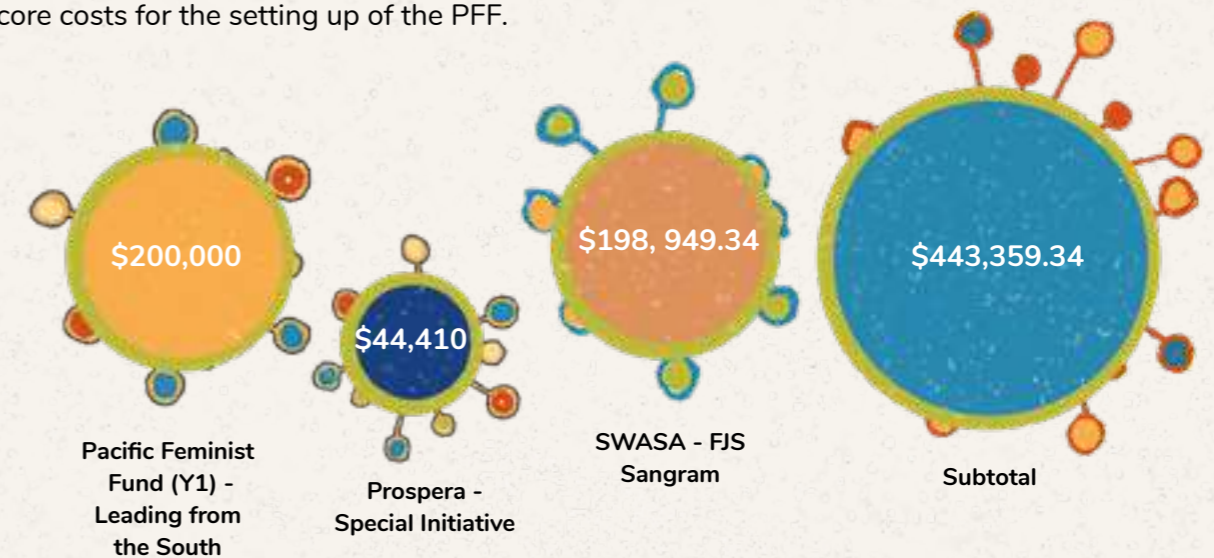 core costs for the setting up of the PFF.
$200,000
Pacific Feminist
Fund (Y1) -
Leading from
the South
$44,410
Prospera -
Special Initiative
$198, 949.34
SWASA - FJS
Sangram
$443,359.34
Subtotal